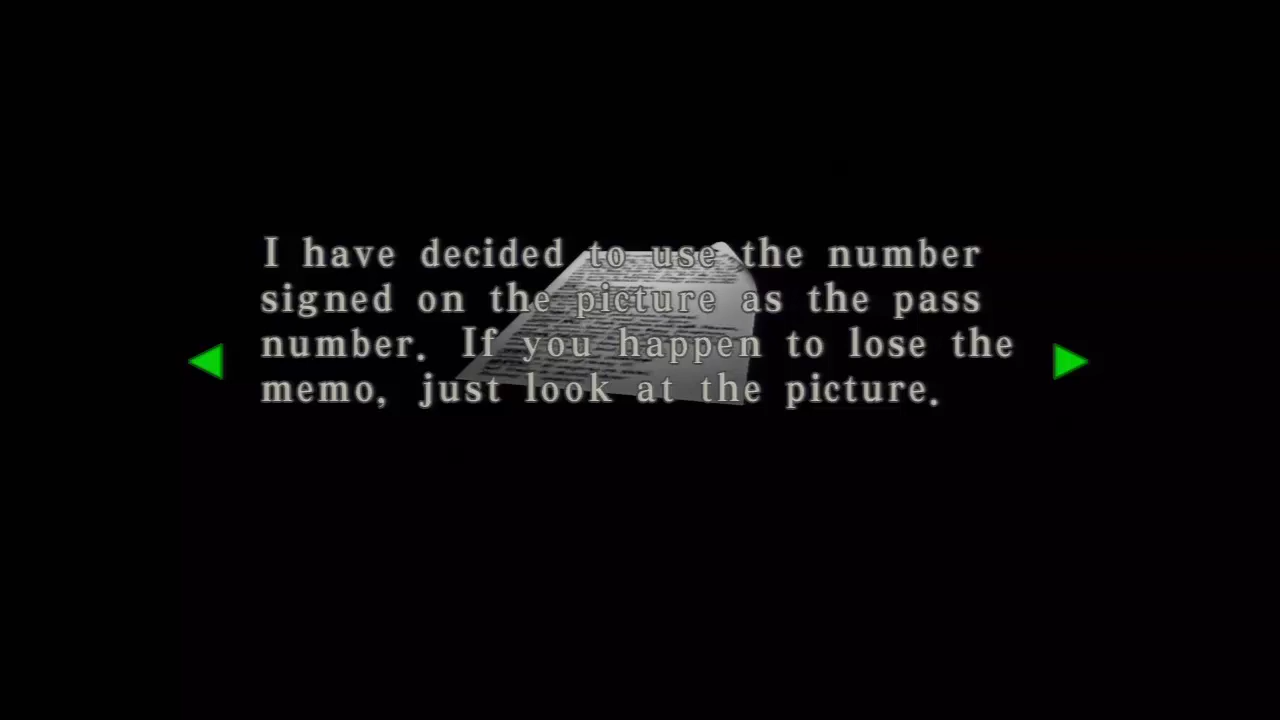 I have decided to use the number
signed on the picture as the pass
number. If you happen to lose the
memo, just look at the picture.